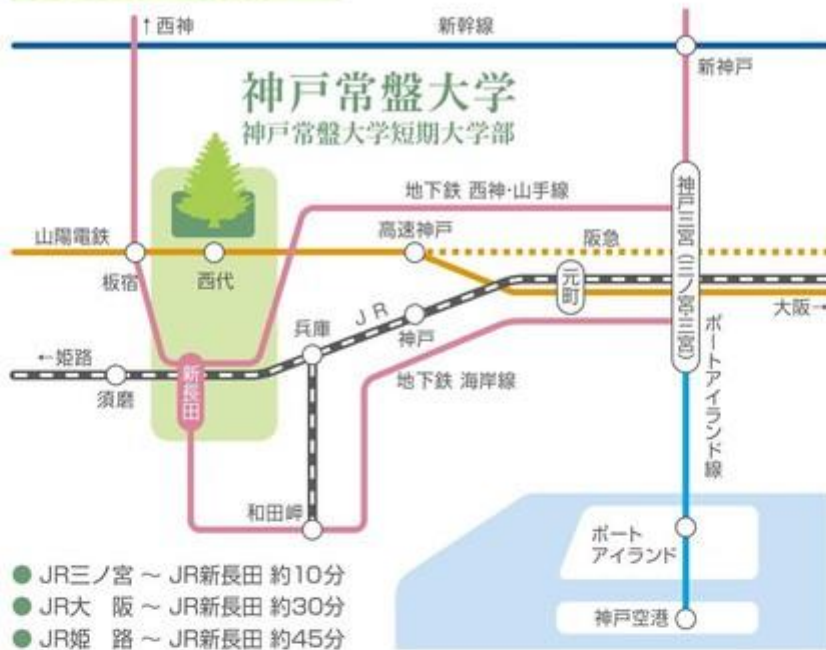 ↑西神
新幹線
新神戸
神戸常盤大学
神戸常盤大学短期大学部
地下鉄 西神・山手線
神戸三宮（三ノ宮・三宮）
山陽電鉄
高速神戸
阪急
板宿
西代
元町
大阪→
JR
神戸
兵庫
←姫路
須磨
新長田
地下鉄 海岸線
ポートアイランド線
和田岬
ポート
アイランド
神戸空港
● JR三ノ宮 ～ JR新長田 約10分
● JR大 阪 ～ JR新長田 約30分
● JR姫 路 ～ JR新長田 約45分